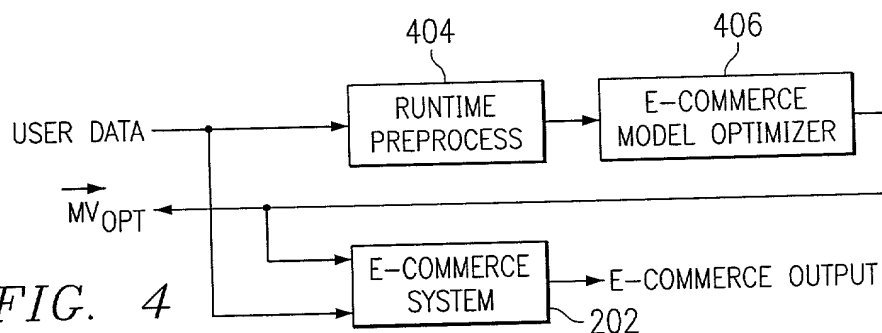 404
406
USER DATA
RUNTIME
PREPROCESS
E-COMMERCE
MODEL OPTIMIZER
MV OPT
E-COMMERCE
SYSTEM
E-COMMERCE OUTPUT
FIG. 4
202